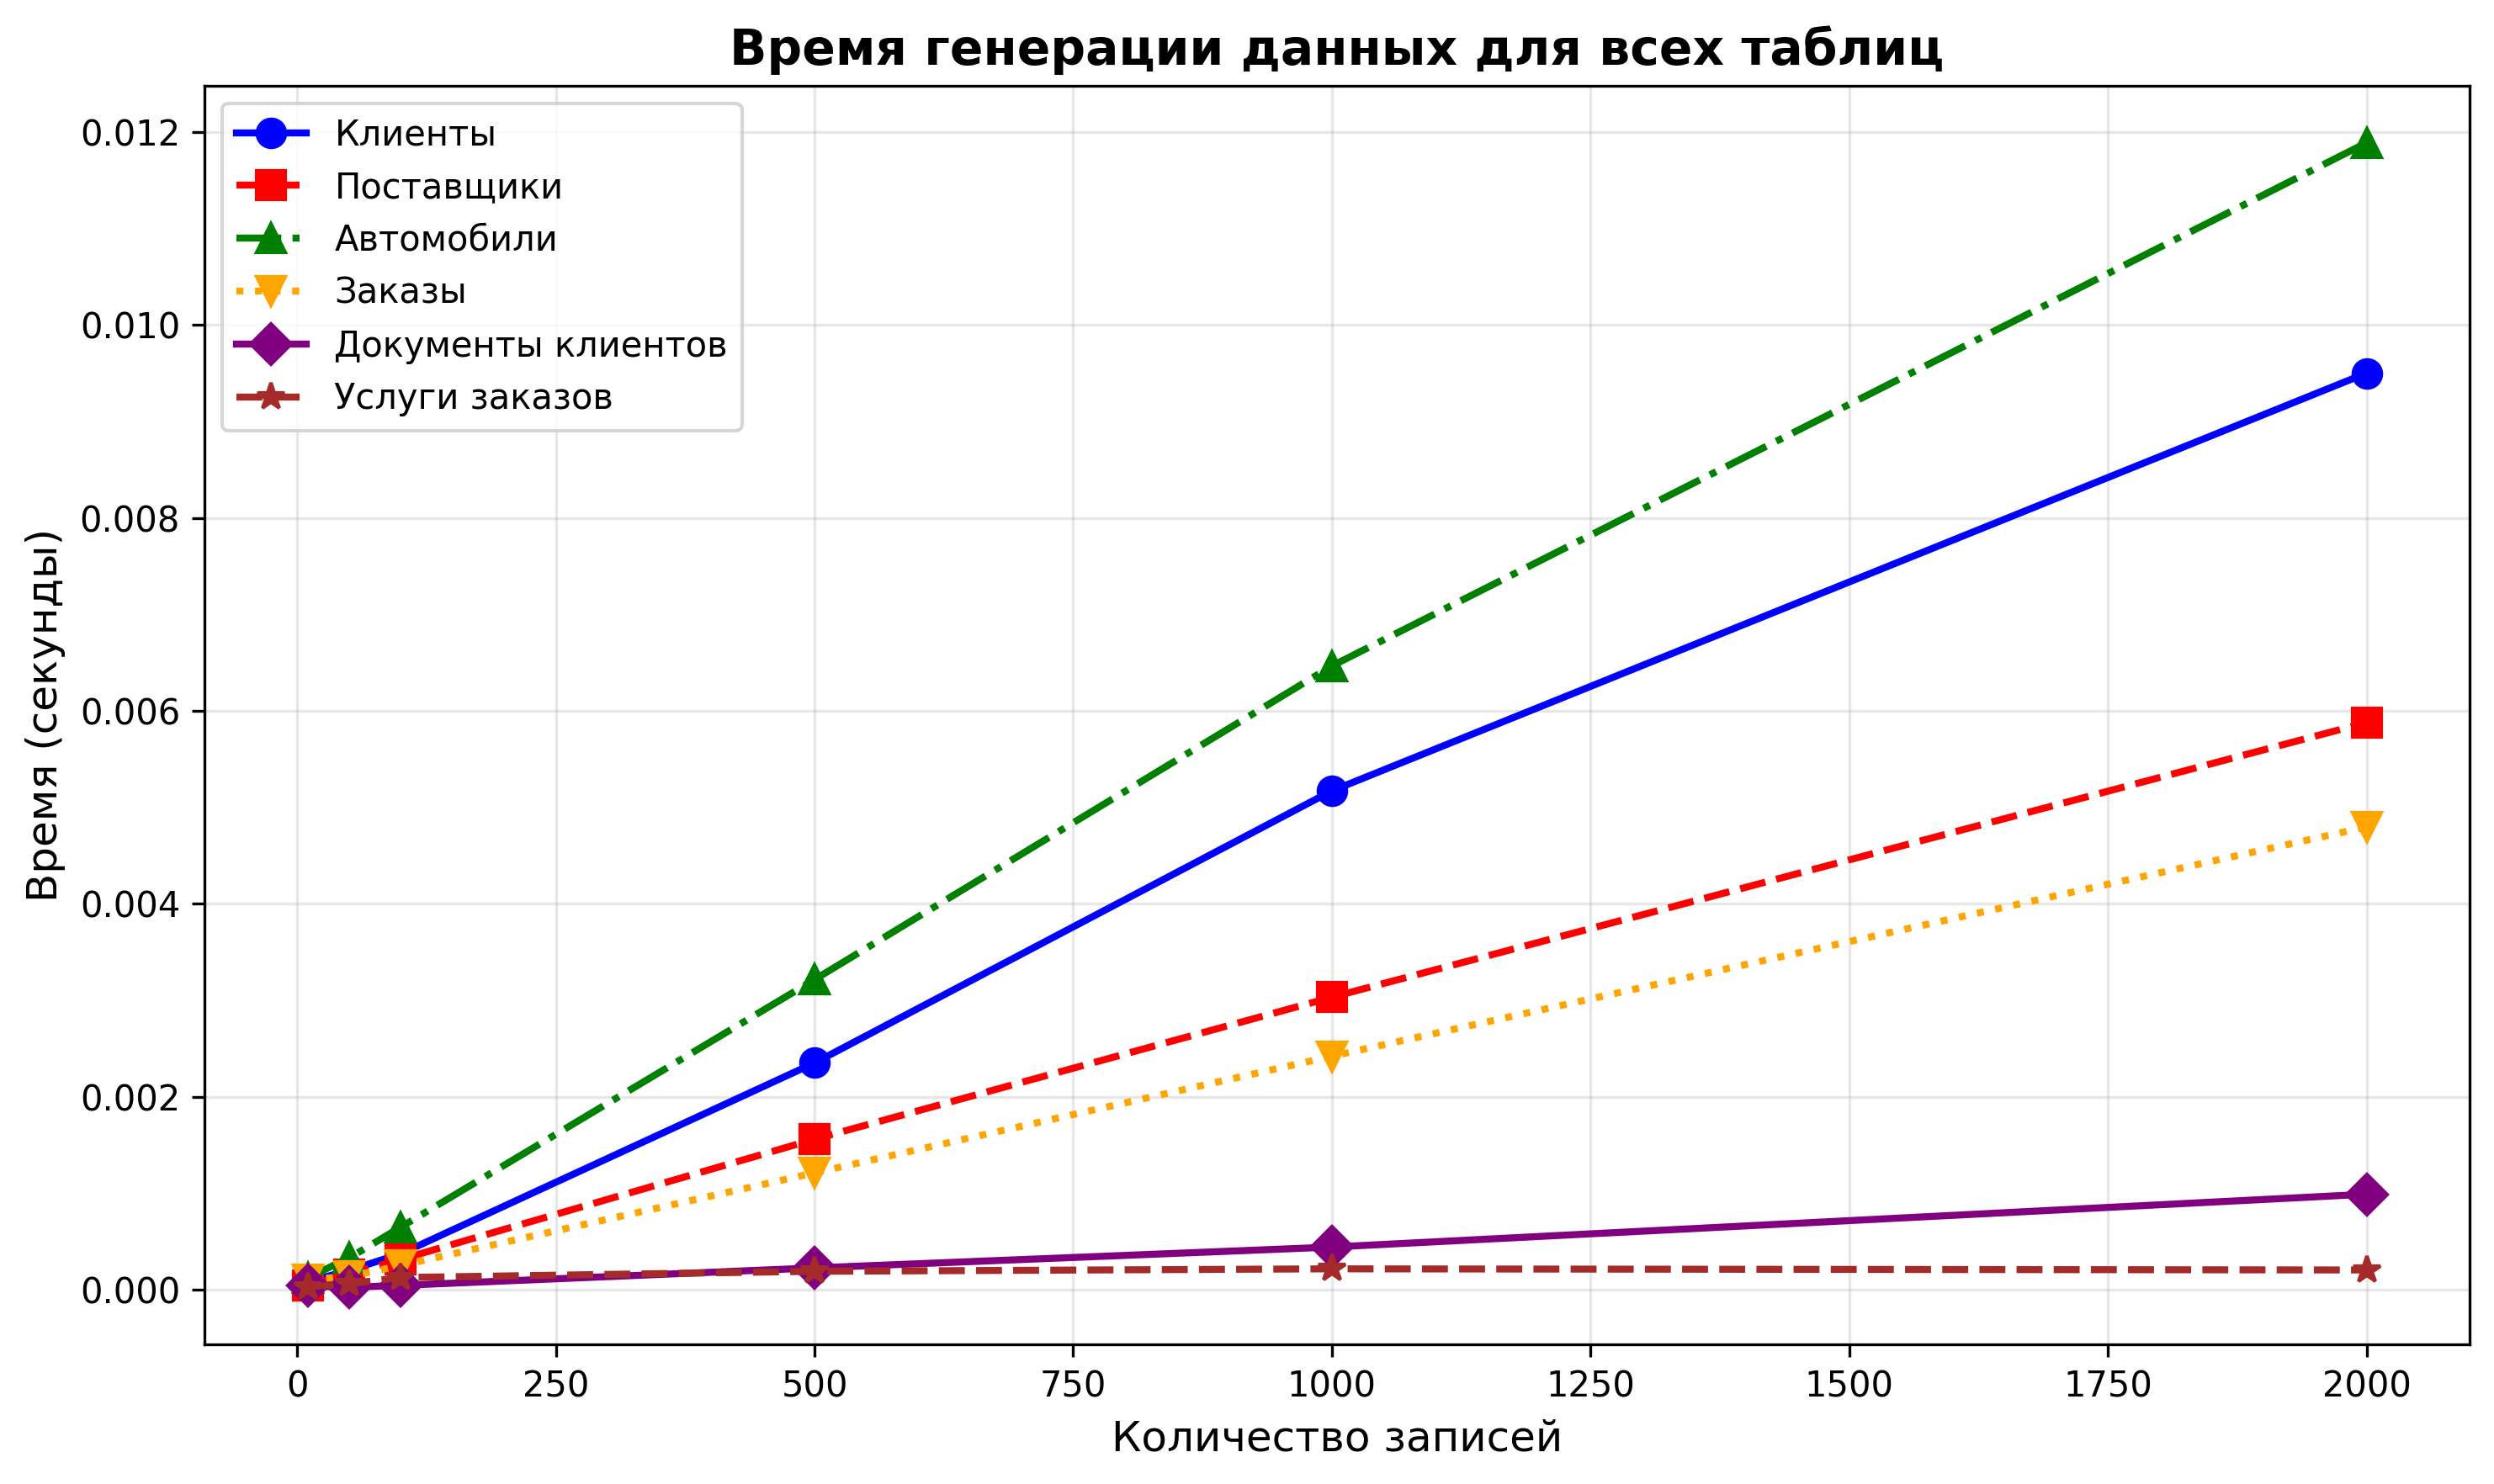 Время генерации данных для всех таблиц
Клиенты
Поставщики
Автомобили
Заказы
Документы клиентов
Услуги заказов
Время (секунды)
0.012
0.010
0.008
0.006
0.004
0.002
0.000
0 250 500 750 1000 1250 1500 1750 2000
Количество записей